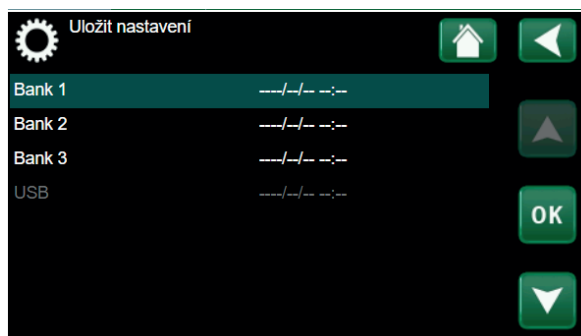 Uložit nastavení
Bank 1 ----/--/-- --:--
Bank 2 ----/--/-- --:--
Bank 3 ----/--/-- --:--
USB ----/--/-- --:--
OK